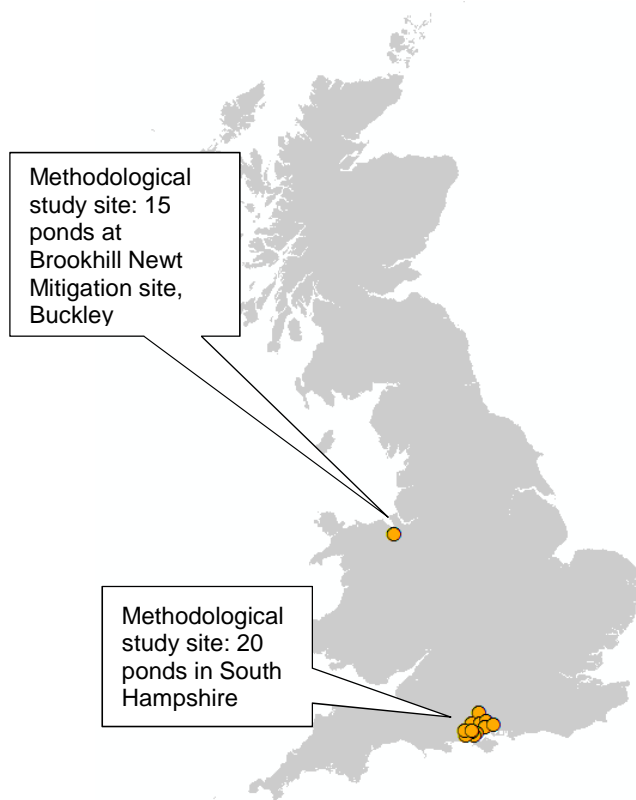 Methodological
study site: 15
ponds at
Brookhill Newt
Mitigation site,
Buckley
Methodological
study site: 20
ponds in South
Hampshire